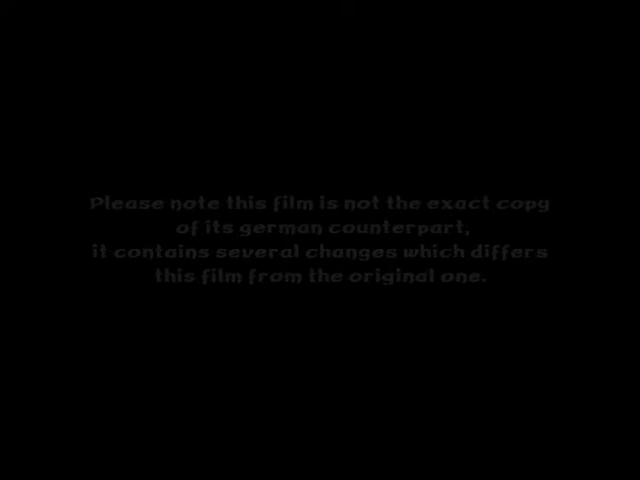 Please note this film is not the exact copy
of its german counterpart,
it contains several changes which differs
this film from the original one.